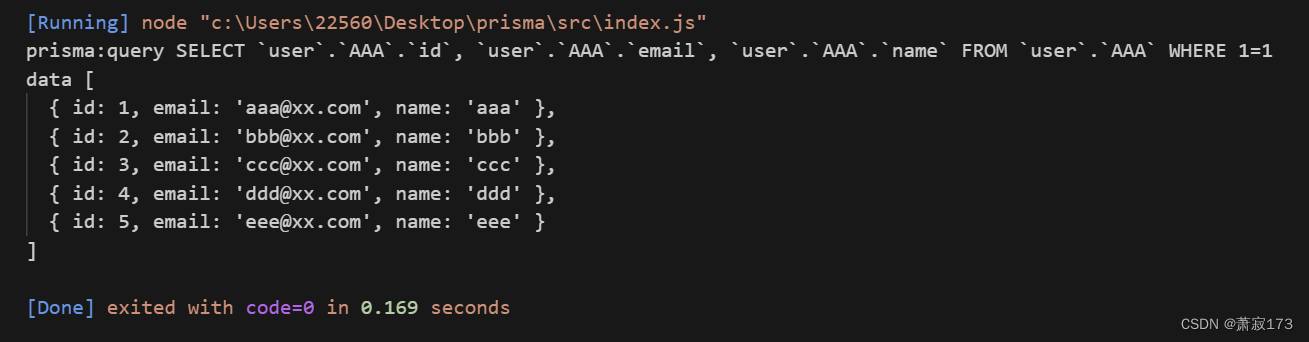 [Running] node "c:\Users\22560\Desktop\prisma\src\index.js"
prisma:query SELECT `user`.`AAA`.`id`, `user`.`AAA`.`email`, `user`.`AAA`.`name` FROM `user`.`AAA` WHERE 1=1
data [
  { id: 1, email: 'aaa@xx.com', name: 'aaa' },
  { id: 2, email: 'bbb@xx.com', name: 'bbb' },
  { id: 3, email: 'ccc@xx.com', name: 'ccc' },
  { id: 4, email: 'ddd@xx.com', name: 'ddd' },
  { id: 5, email: 'eee@xx.com', name: 'eee' }
]
[Done] exited with code=0 in 0.169 seconds
CSDN @萧寂173